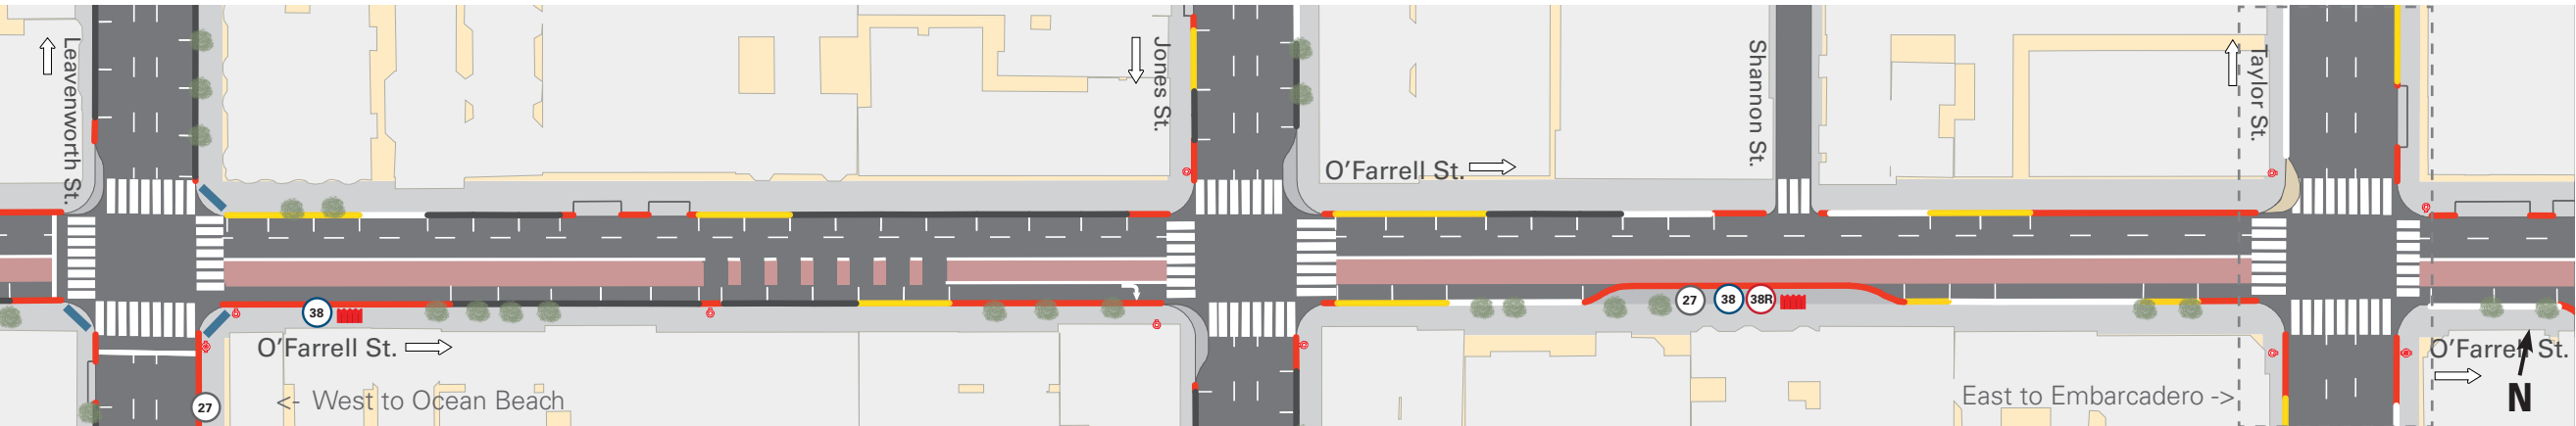 Leavenworth St.
Jones St.
Shannon St.
Taylor St.
O'Farrell St.
27
38
38R
38
O'Farrell St.
O'Farrell St.
<- West to Ocean Beach
East to Embarcadero ->
N
27